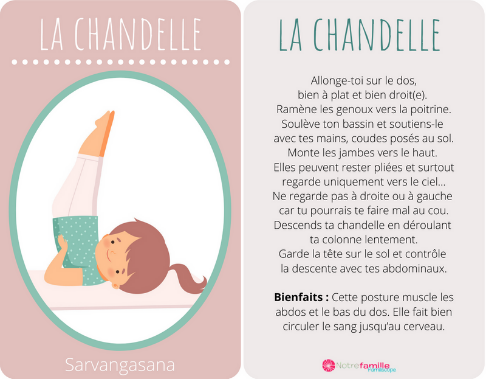 LA CHANDELLE
Sarvangasana
LA CHANDELLE
Allonge-toi sur le dos,
bien à plat et bien droit(e).
Ramène les genoux vers la poitrine.
Soulève ton bassin et soutiens-le
avec tes mains, coudes posés au sol.
Monte les jambes vers le haut.
Elles peuvent rester pliées et surtout
regarde uniquement vers le ciel...
Ne regarde pas à droite ou à gauche
car tu pourrais te faire mal au cou.
Descends ta chandelle en déroulant
ta colonne lentement.
Garde la tête sur le sol et contrôle
la descente avec tes abdominaux.
Bienfaits : Cette posture muscle les
abdos et le bas du dos. Elle fait bien
circuler le sang jusqu'au cerveau.
Notrefamille